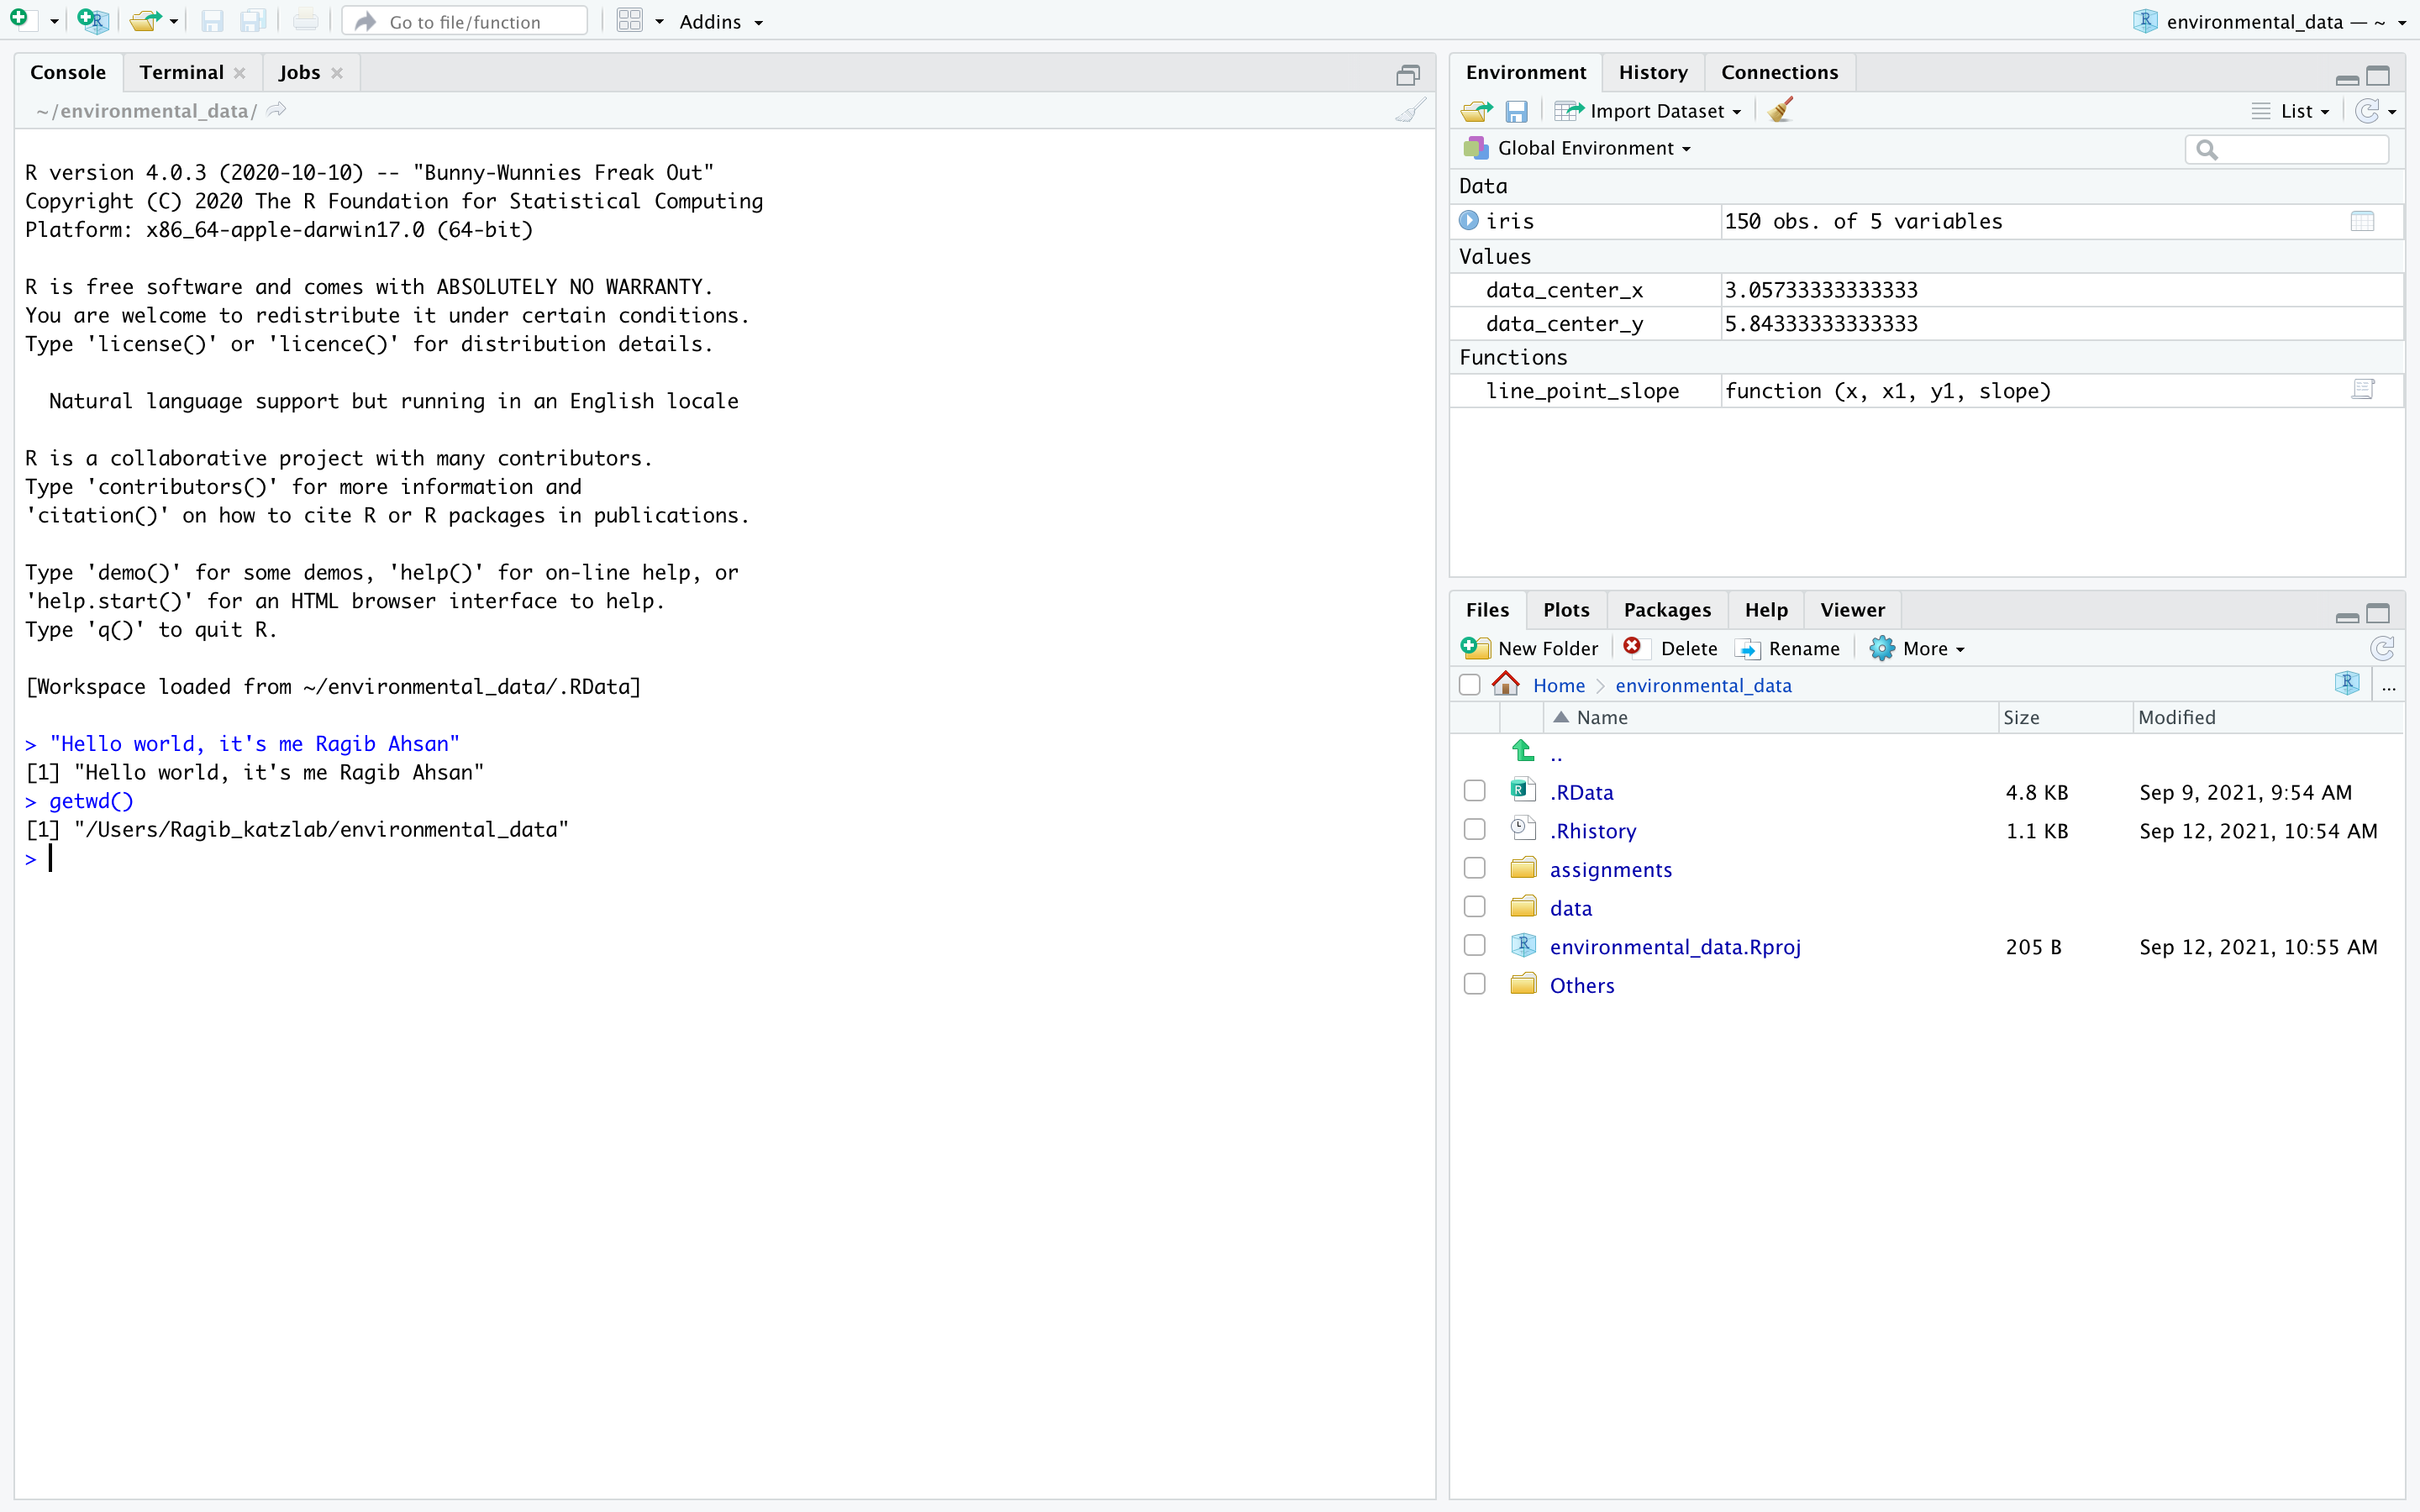 Go to file/function
Addins
environmental_data — ~
Console Terminal Jobs
~/environmental_data/
R version 4.0.3 (2020-10-10) -- "Bunny-Wunnies Freak Out"
Copyright (C) 2020 The R Foundation for Statistical Computing
Platform: x86_64-apple-darwin17.0 (64-bit)
R is free software and comes with ABSOLUTELY NO WARRANTY.
You are welcome to redistribute it under certain conditions.
Type 'license()' or 'licence()' for distribution details.
Natural language support but running in an English locale
R is a collaborative project with many contributors.
Type 'contributors()' for more information and
'citation()' on how to cite R or R packages in publications.
Type 'demo()' for some demos, 'help()' for on-line help, or
'help.start()' for an HTML browser interface to help.
Type 'q()' to quit R.
[Workspace loaded from ~/environmental_data/.RData]
> "Hello world, it's me Ragib Ahsan"
[1] "Hello world, it's me Ragib Ahsan"
> getwd()
[1] "/Users/Ragib_katzlab/environmental_data"
>
Environment History Connections
Import Dataset List
Global Environment
Data
iris 150 obs. of 5 variables
Values
data_center_x 3.05733333333333
data_center_y 5.84333333333333
Functions
line_point_slope function (x, x1, y1, slope)
Files Plots Packages Help Viewer
New Folder Delete Rename More
Home > environmental_data ...
Name Size Modified
..
.RData 4.8 KB Sep 9, 2021, 9:54 AM
.Rhistory 1.1 KB Sep 12, 2021, 10:54 AM
assignments
data
environmental_data.Rproj 205 B Sep 12, 2021, 10:55 AM
Others